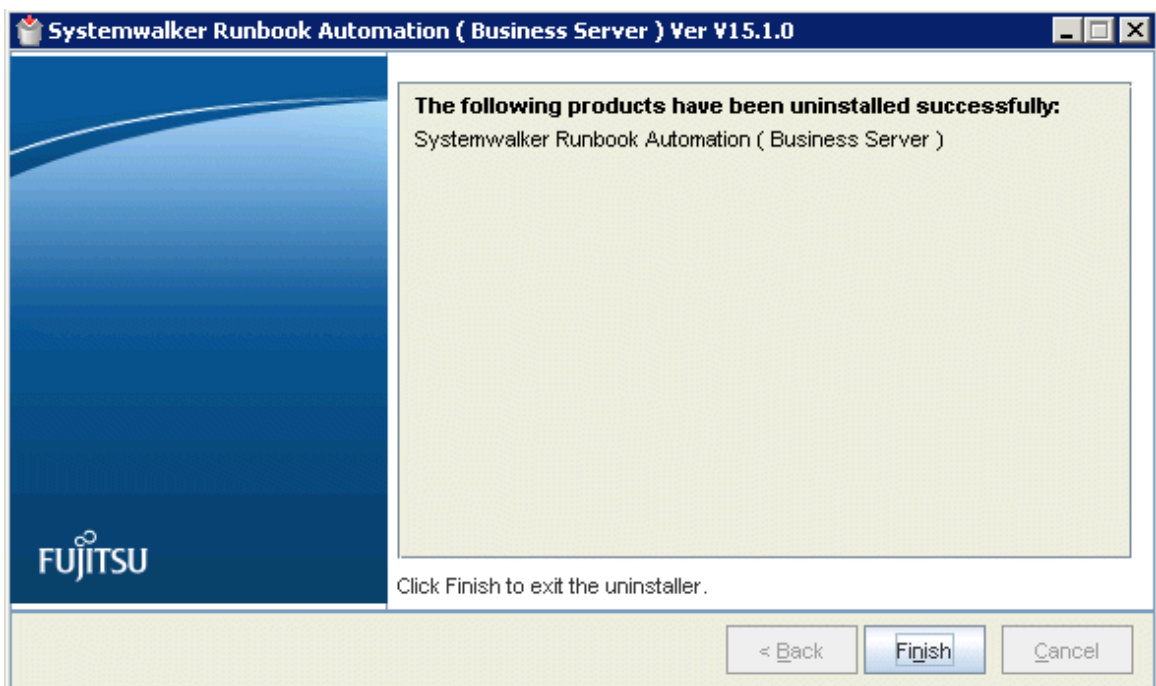 Systemwalker Runbook Automation ( Business Server ) Ver V15.1.0
The following products have been uninstalled successfully:
Systemwalker Runbook Automation ( Business Server )
FUJITSU
Click Finish to exit the uninstaller.
< Back
Finish
Cancel